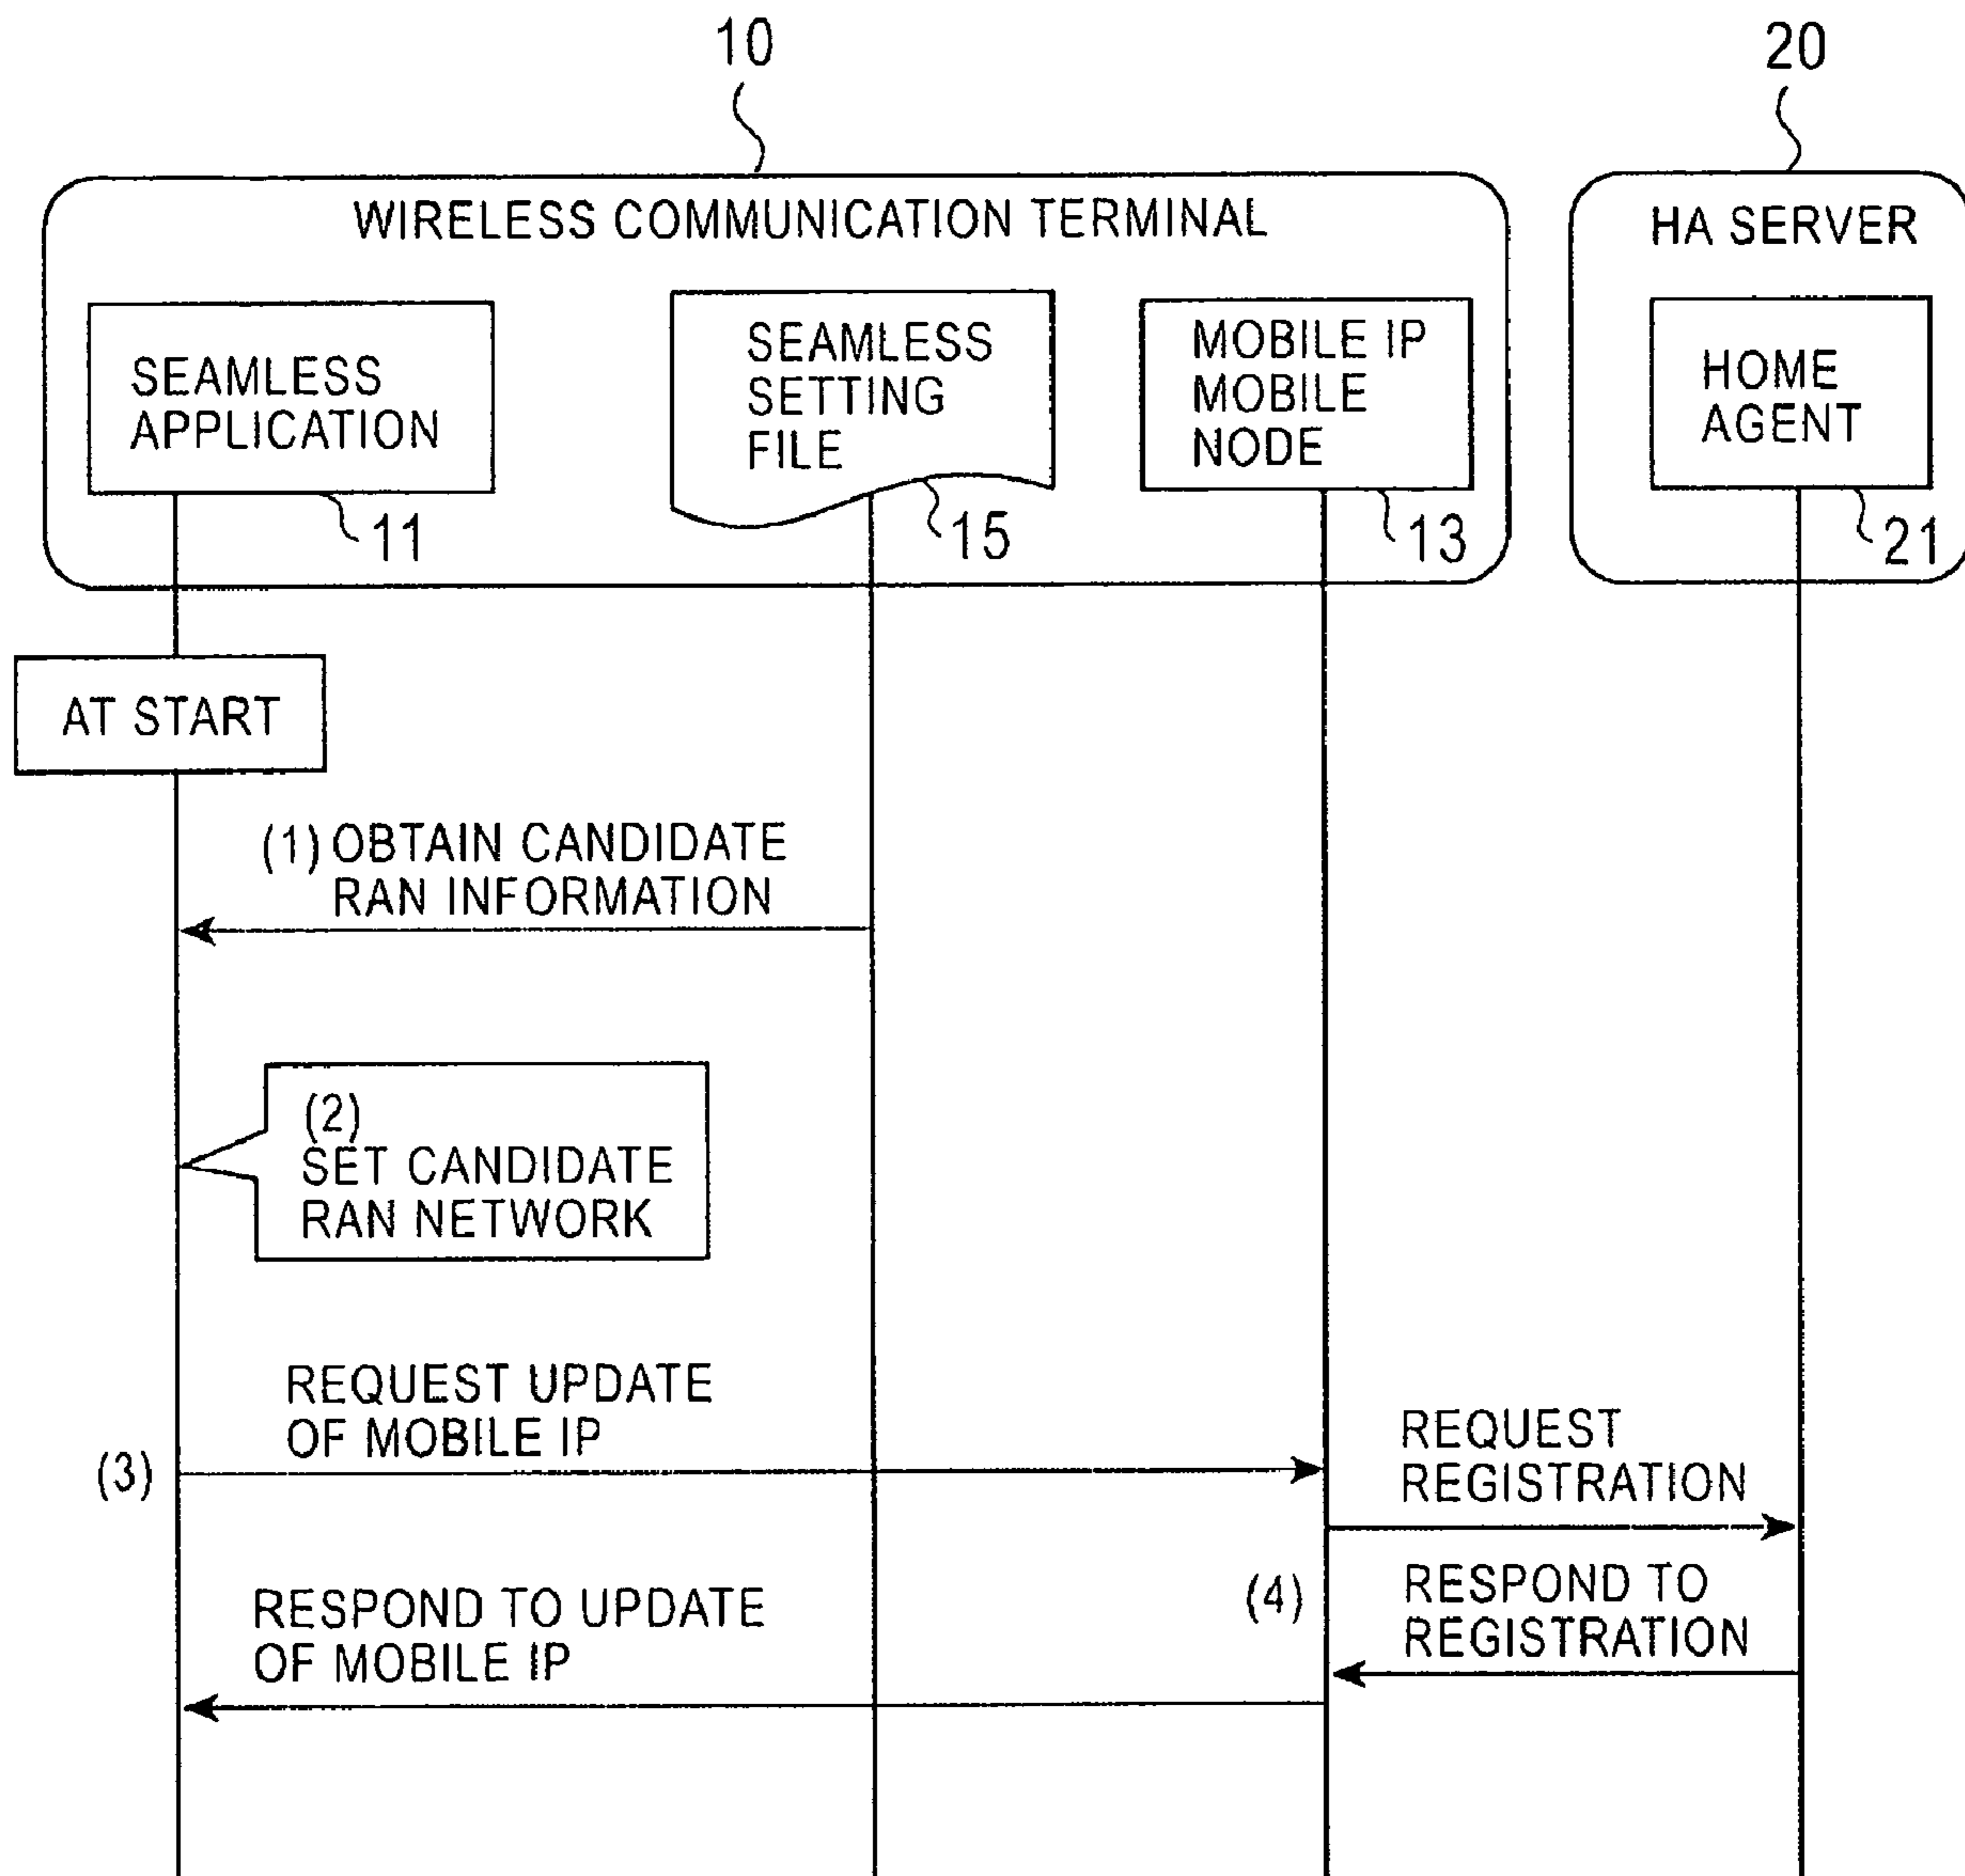 10
20
WIRELESS COMMUNICATION TERMINAL
HA SERVER
SEAMLESS
APPLICATION
11
SEAMLESS
SETTING
FILE
15
MOBILE IP
MOBILE
NODE
13
HOME
AGENT
21
AT START
(1) OBTAIN CANDIDATE
RAN INFORMATION
(2)
SET CANDIDATE
RAN NETWORK
REQUEST UPDATE
OF MOBILE IP
(3)
REQUEST
REGISTRATION
(4)
RESPOND TO
REGISTRATION
RESPOND TO UPDATE
OF MOBILE IP